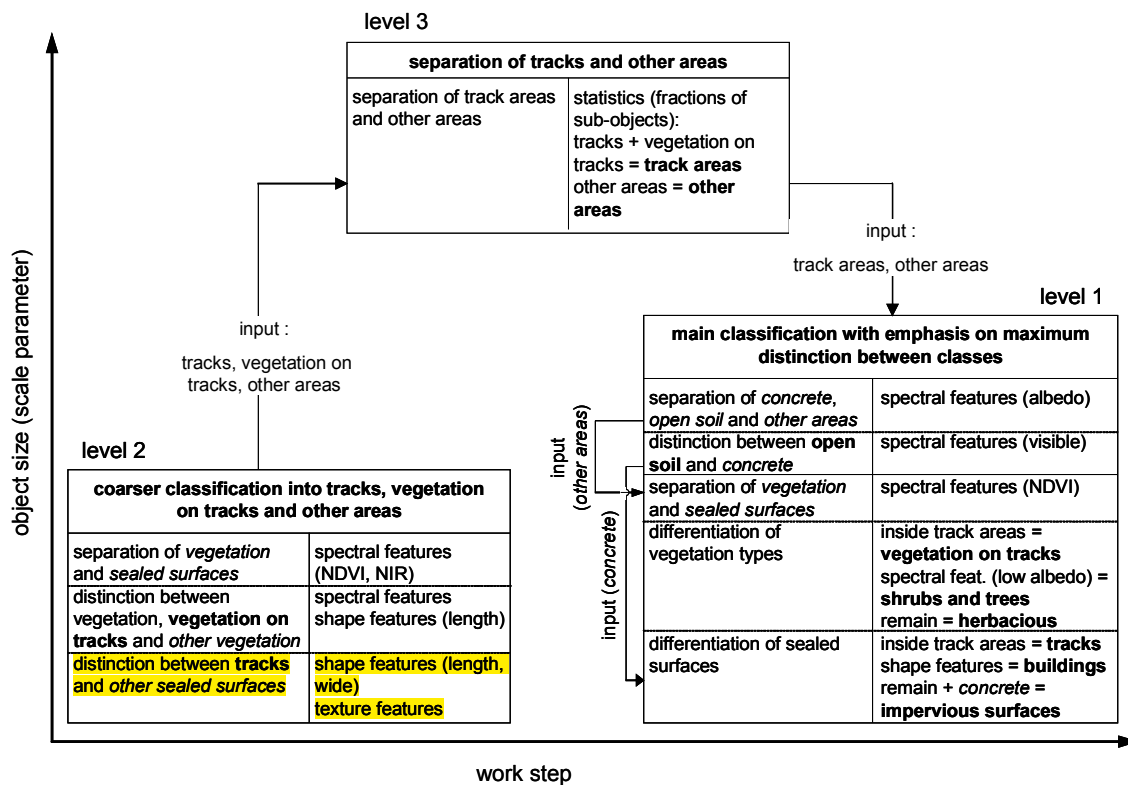 level 3
separation of tracks and other areas
separation of track areas
and other areas
statistics (fractions of
sub-objects):
tracks + vegetation on
tracks = track areas
other areas = other
areas
input :
track areas, other areas
input :
tracks, vegetation on
tracks, other areas
level 2
coarser classification into tracks, vegetation
on tracks and other areas
separation of vegetation
and sealed surfaces
spectral features
(NDVI, NIR)
distinction between
vegetation, vegetation on
tracks and other vegetation
spectral features
shape features (length)
distinction between tracks
and other sealed surfaces
shape features (length,
wide)
texture features
level 1
main classification with emphasis on maximum
distinction between classes
separation of concrete,
open soil and other areas
spectral features (albedo)
distinction between open
soil and concrete
spectral features (visible)
separation of vegetation
and sealed surfaces
spectral features (NDVI)
differentiation of
vegetation types
inside track areas =
vegetation on tracks
spectral feat. (low albedo) =
shrubs and trees
remain = herbacious
differentiation of sealed
surfaces
inside track areas = tracks
shape features = buildings
remain + concrete =
impervious surfaces
input
(other areas)
input (concrete)
object size (scale parameter)
work step